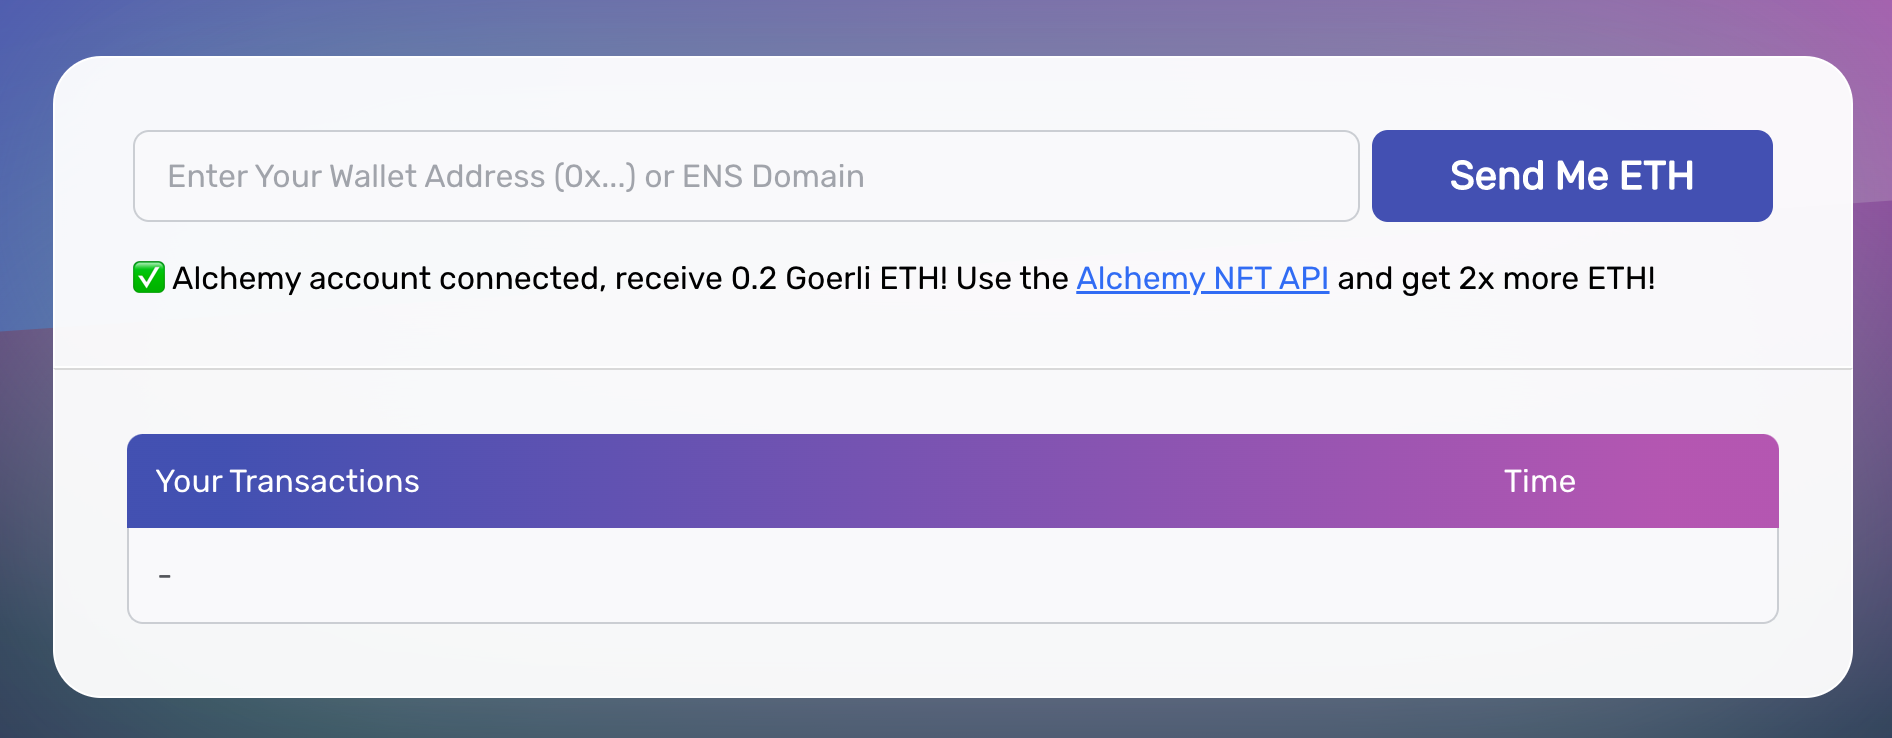 Enter Your Wallet Address (0x...) or ENS Domain
Send Me ETH
✅ Alchemy account connected, receive 0.2 Goerli ETH! Use the Alchemy NFT API and get 2x more ETH!
Your Transactions
Time
-